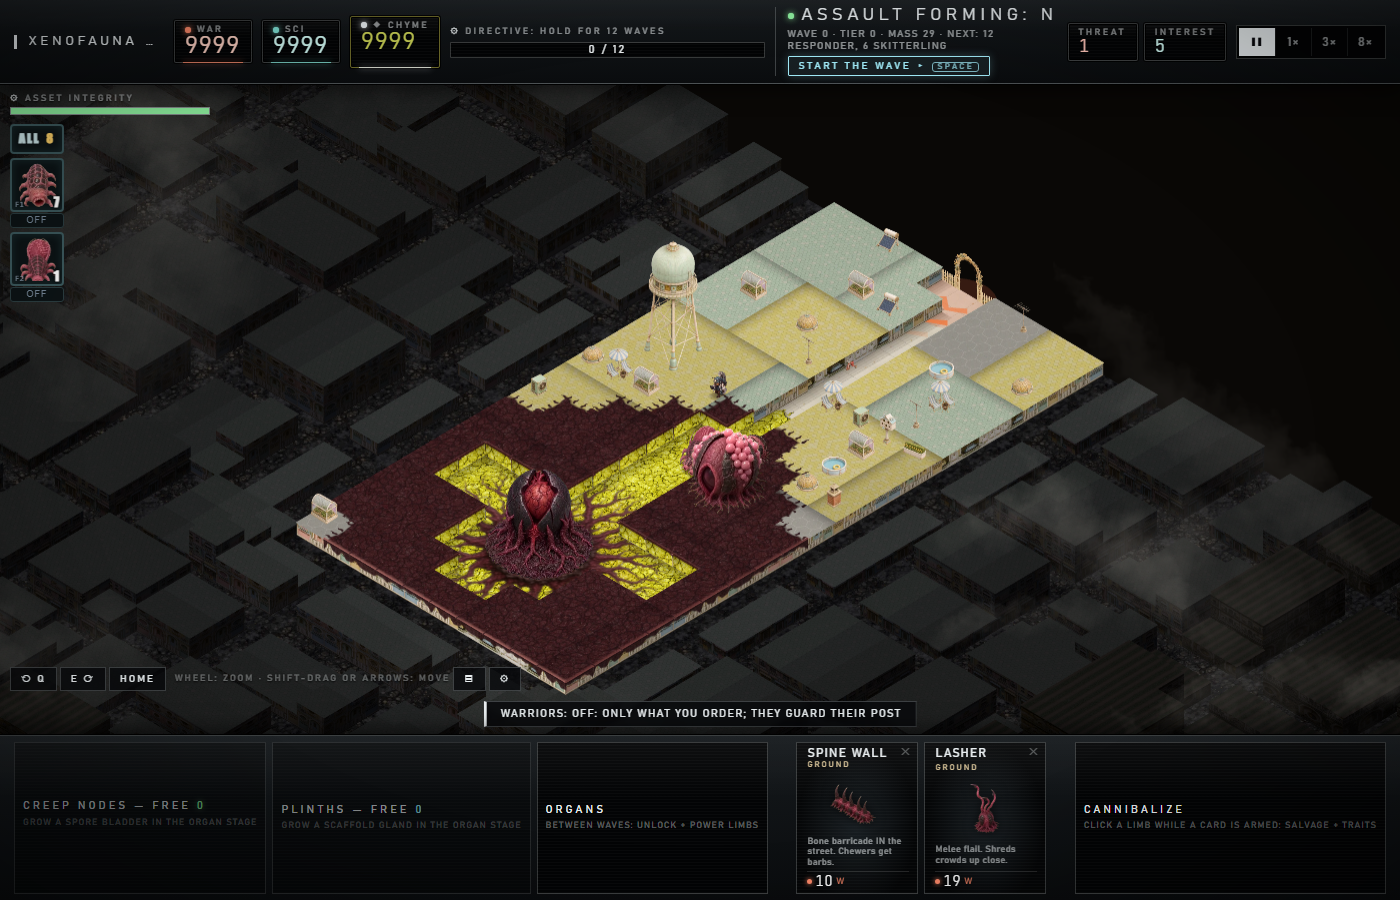 XENOFAUNA …
WAR
9999
SCI
9999
CHYME
9999
DIRECTIVE: HOLD FOR 12 WAVES
0 / 12
ASSAULT FORMING: N
WAVE 0 · TIER 0 · MASS 29 · NEXT: 12
RESPONDER, 6 SKITTERLING
START THE WAVE ▸ SPACE
THREAT
1
INTEREST
5
1×
3×
8×
ASSET INTEGRITY
ALL 8
F1
7
OFF
F2
1
OFF
Q
E
HOME
WHEEL: ZOOM · SHIFT-DRAG OR ARROWS: MOVE
WARRIORS: OFF: ONLY WHAT YOU ORDER; THEY GUARD THEIR POST
CREEP NODES — FREE 0
GROW A SPORE BLADDER IN THE ORGAN STAGE
PLINTHS — FREE 0
GROW A SCAFFOLD GLAND IN THE ORGAN STAGE
ORGANS
BETWEEN WAVES: UNLOCK • POWER LIMBS
SPINE WALL
GROUND
Bone barricade IN the
street. Chewers get
barbs.
10 W
LASHER
GROUND
Melee flail. Shreds
crowds up close.
19 W
CANNIBALIZE
CLICK A LIMB WHILE A CARD IS ARMED: SALVAGE • TRAITS